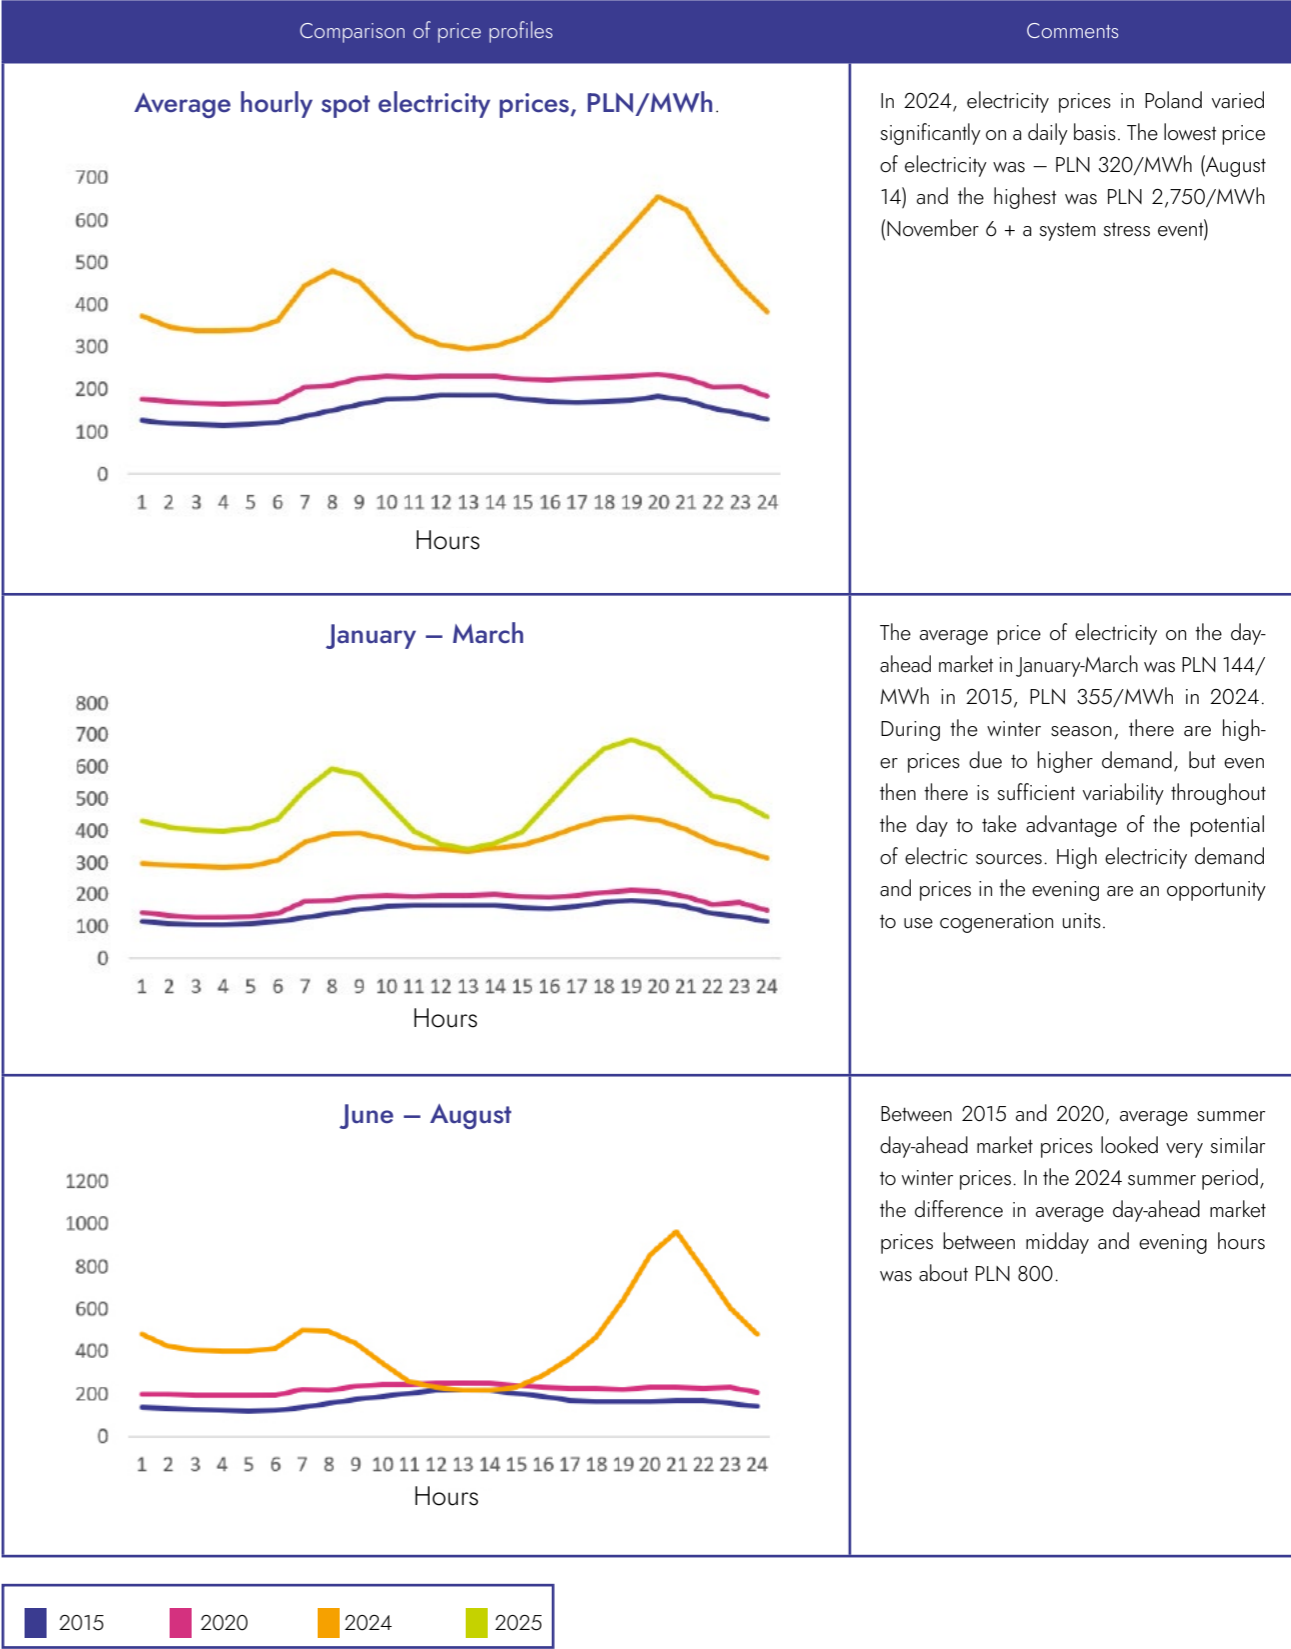 Comparison of price profiles
Comments
Average hourly spot electricity prices, PLN/MWh.
700
600
500
400
300
200
100
0
1 2 3 4 5 6 7 8 9 10 11 12 13 14 15 16 17 18 19 20 21 22 23 24
Hours
In 2024, electricity prices in Poland varied
significantly on a daily basis. The lowest price
of electricity was – PLN 320/MWh (August
14) and the highest was PLN 2,750/MWh
(November 6 + a system stress event)
January – March
800
700
600
500
400
300
200
100
0
1 2 3 4 5 6 7 8 9 10 11 12 13 14 15 16 17 18 19 20 21 22 23 24
Hours
The average price of electricity on the day-
ahead market in January-March was PLN 144/
MWh in 2015, PLN 355/MWh in 2024.
During the winter season, there are high-
er prices due to higher demand, but even
then there is sufficient variability throughout
the day to take advantage of the potential
of electric sources. High electricity demand
and prices in the evening are an opportunity
to use cogeneration units.
June – August
1200
1000
800
600
400
200
0
1 2 3 4 5 6 7 8 9 10 11 12 13 14 15 16 17 18 19 20 21 22 23 24
Hours
Between 2015 and 2020, average summer
day-ahead market prices looked very similar
to winter prices. In the 2024 summer period,
the difference in average day-ahead market
prices between midday and evening hours
was about PLN 800.
2015 2020 2024 2025